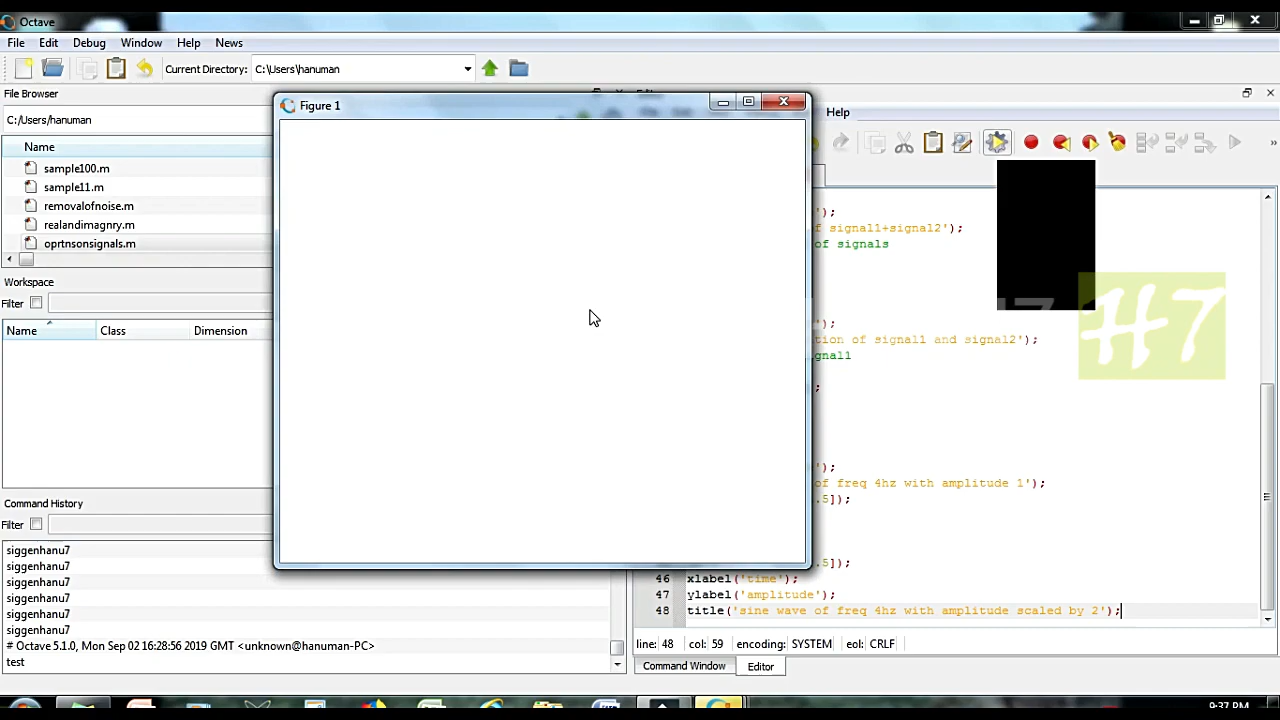 Octave
File Edit Debug Window Help News
Current Directory: C:\Users\hanuman
File Browser
C:/Users/hanuman
Name
sample100.m
sample11.m
removalofnoise.m
realandimagnry.m
oprtnsonsignals.m
Workspace
Filter
Name Class Dimension
Command History
Filter
siggenhanu7
siggenhanu7
siggenhanu7
siggenhanu7
siggenhanu7
siggenhanu7
# Octave 5.1.0, Mon Sep 02 16:28:56 2019 GMT <unknown@hanuman-PC>
test
Figure 1
Help
');
f signal1+signal2');
of signals
');
tion of signal1 and signal2');
gnal1
;
');
of freq 4hz with amplitude 1');
.5]);
.5]);
46 xlabel('time');
47 ylabel('amplitude');
48 title('sine wave of freq 4hz with amplitude scaled by 2');
line: 48 col: 59 encoding: SYSTEM eol: CRLF
Command Window Editor
H7
9:37 PM